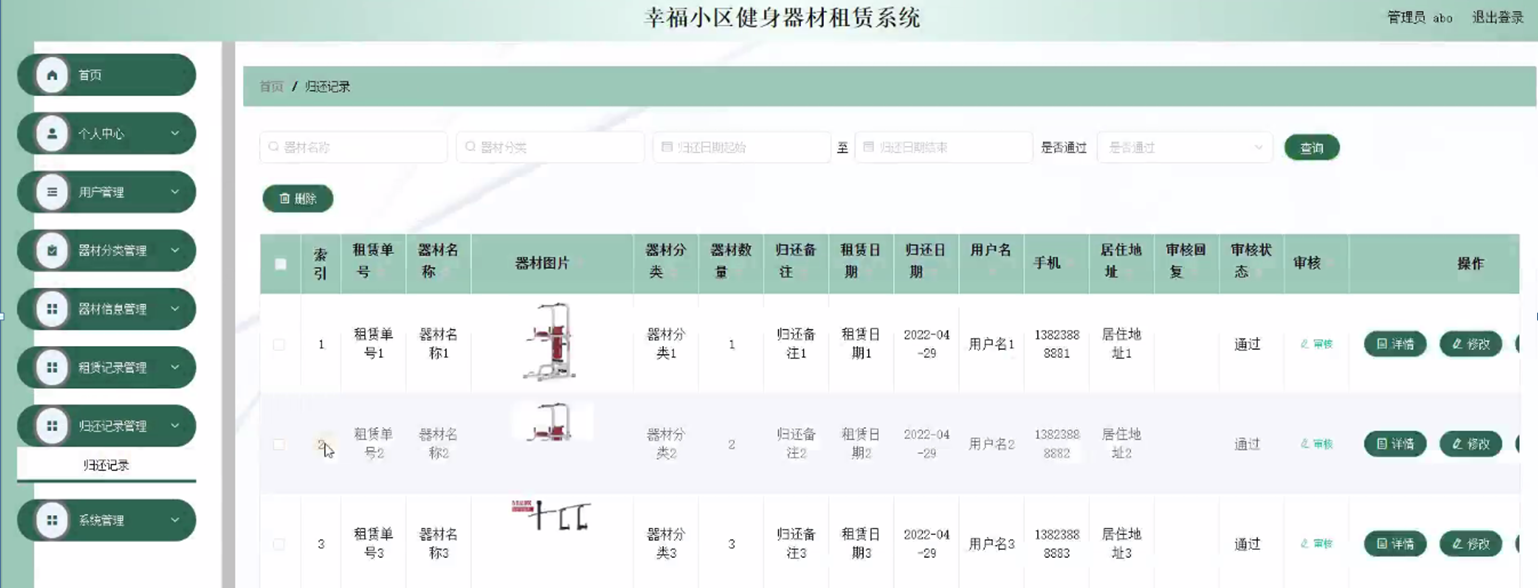 幸福小区健身器材租赁系统
管理员 abo 退出登录
首页
个人中心
用户管理
器材分类管理
器材信息管理
租赁记录管理
归还记录管理
归还记录
系统管理
首页 / 归还记录
器材名称 器材分类 归还日期起始 至 归还日期结束 是否通过 是否通过 查询
删除
索引 租赁单号 器材名称 器材图片 器材分类 器材数量 归还备注 租赁日期 归还日期 用户名 手机 居住地址 审核回复 审核状态 审核 操作
1 租赁单号1 器材名称1 器材分类1 1 归还备注1 租赁日期1 2022-04-29 用户名1 13823888881 居住地址1 通过 审核 详情 修改
2 租赁单号2 器材名称2 器材分类2 2 归还备注2 租赁日期2 2022-04-29 用户名2 13823888882 居住地址2 通过 审核 详情 修改
3 租赁单号3 器材名称3 器材分类3 3 归还备注3 租赁日期3 2022-04-29 用户名3 13823888883 居住地址3 通过 审核 详情 修改